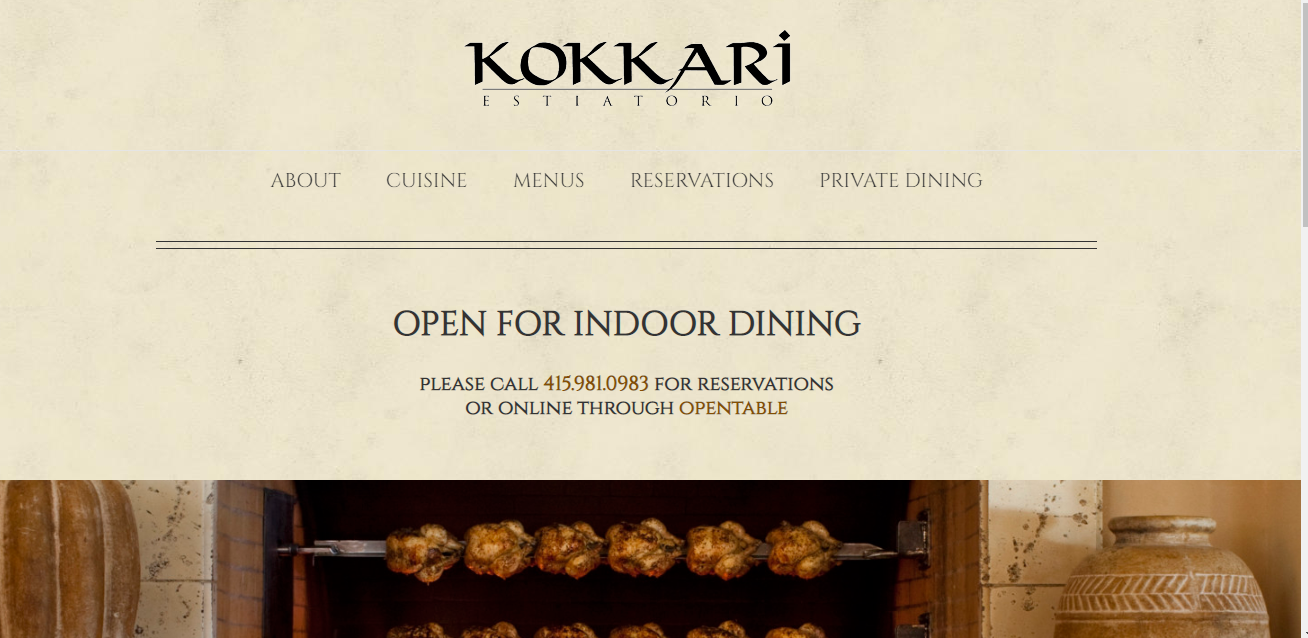 KOKKARi
ESTIATORIO
ABOUT CUISINE MENUS RESERVATIONS PRIVATE DINING
OPEN FOR INDOOR DINING
PLEASE CALL 415.981.0983 FOR RESERVATIONS
OR ONLINE THROUGH OPENTABLE